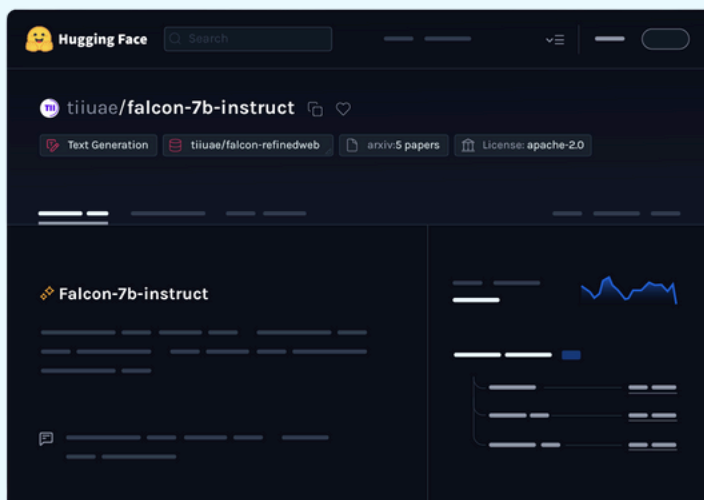 Hugging Face Search
TII tiiuae/falcon-7b-instruct
Text Generation tiiuae/falcon-refinedweb arxiv:5 papers License: apache-2.0
Falcon-7b-instruct